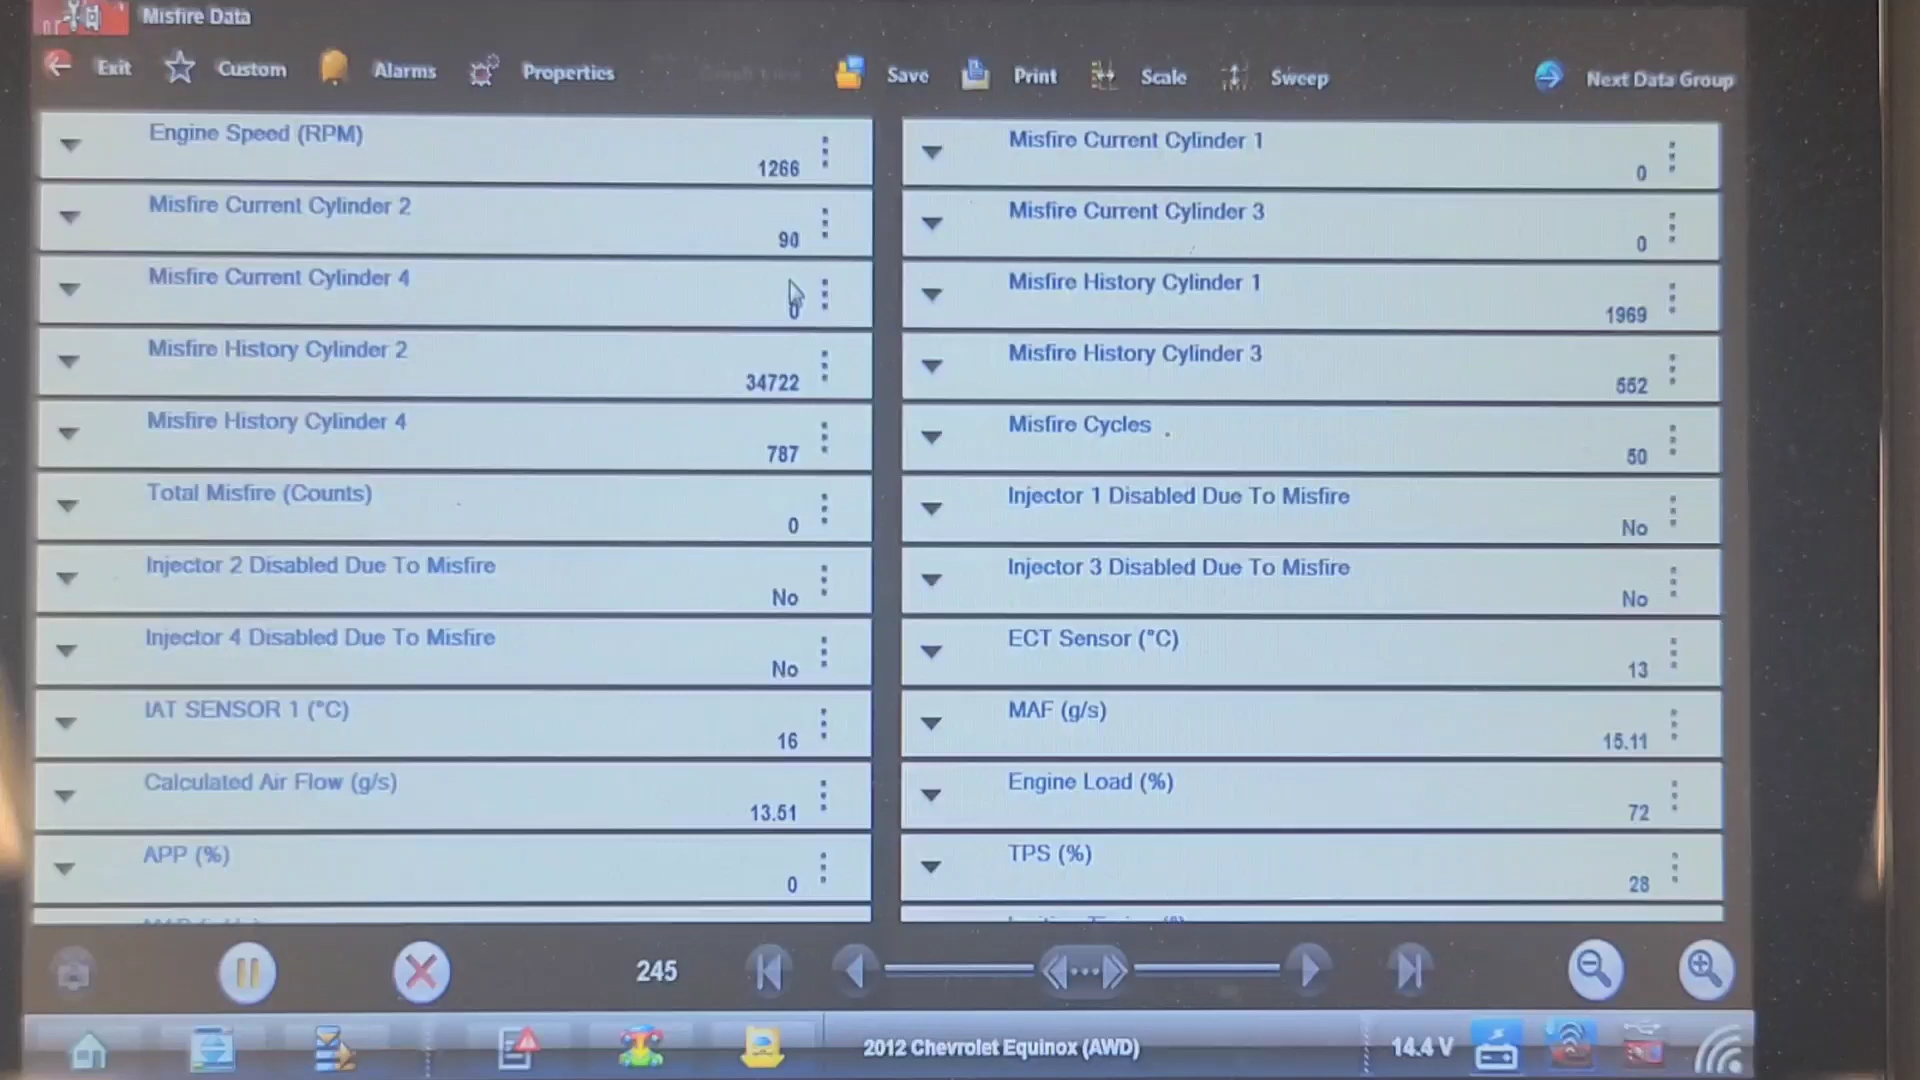 Misfire Data
Exit Custom Alarms Properties Save Print Scale Sweep Next Data Group
Engine Speed (RPM)
1266
Misfire Current Cylinder 1
0
Misfire Current Cylinder 2
90
Misfire Current Cylinder 3
0
Misfire Current Cylinder 4
0
Misfire History Cylinder 1
1969
Misfire History Cylinder 2
34722
Misfire History Cylinder 3
552
Misfire History Cylinder 4
787
Misfire Cycles
50
Total Misfire (Counts)
0
Injector 1 Disabled Due To Misfire
No
Injector 2 Disabled Due To Misfire
No
Injector 3 Disabled Due To Misfire
No
Injector 4 Disabled Due To Misfire
No
ECT Sensor (°C)
13
IAT SENSOR 1 (°C)
16
MAF (g/s)
15.11
Calculated Air Flow (g/s)
13.51
Engine Load (%)
72
APP (%)
0
TPS (%)
28
245
2012 Chevrolet Equinox (AWD)
14.4 V